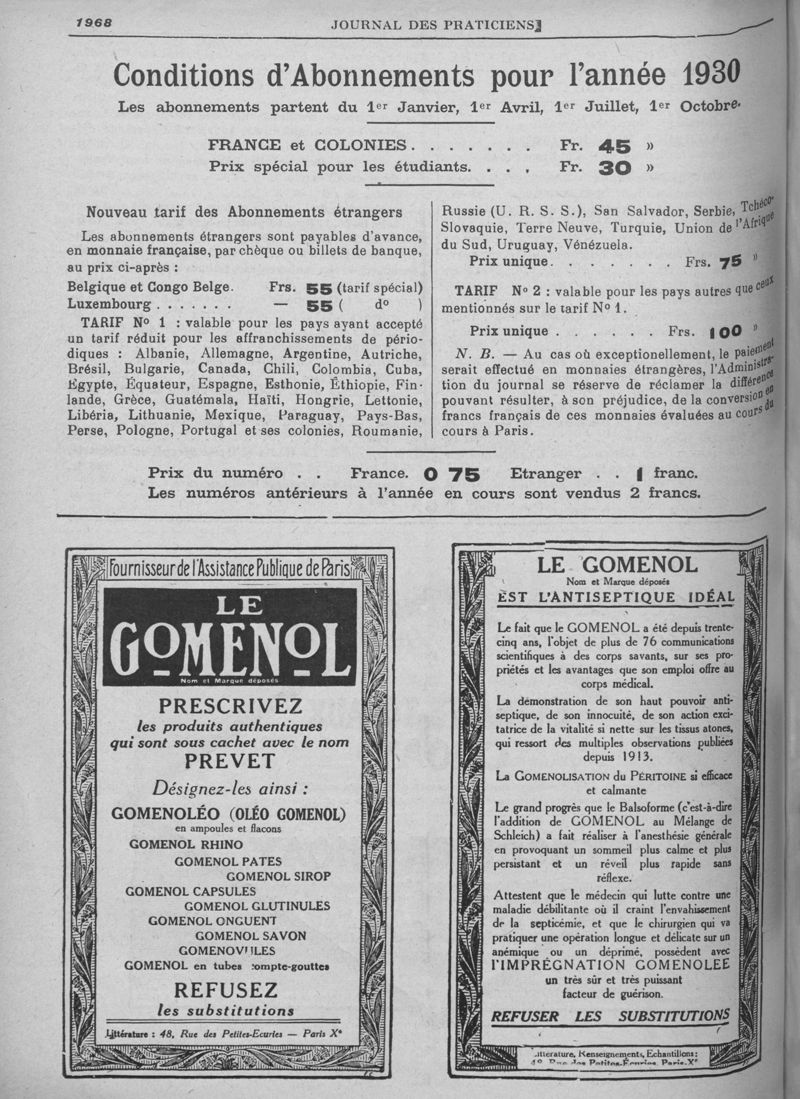 1968
JOURNAL DES PRATICIENS
Conditions d'Abonnements pour l'année 1930
Les abonnements partent du 1er Janvier, 1er Avril, 1er Juillet, 1er Octobre.
FRANCE et COLONIES. . . . . . . Fr. 45 »
Prix spécial pour les étudiants. . . . Fr. 30 »
Nouveau tarif des Abonnements étrangers
Les abonnements étrangers sont payables d'avance,
en monnaie française, par chèque ou billets de banque,
au prix ci-après :
Belgique et Congo Belge. Frs. 55 (tarif spécial)
Luxembourg . . . . . . . — 55 ( do )
TARIF No 1 : valable pour les pays ayant accepté
un tarif réduit pour les affranchissements de pério-
diques : Albanie, Allemagne, Argentine, Autriche,
Brésil, Bulgarie, Canada, Chili, Colombia, Cuba,
Egypte, Équateur, Espagne, Esthonie, Éthiopie, Fin-
lande, Grèce, Guatémala, Haïti, Hongrie, Lettonie,
Libéria, Lithuanie, Mexique, Paraguay, Pays-Bas,
Perse, Pologne, Portugal et ses colonies, Roumanie,
Russie (U. R. S. S.), San Salvador, Serbie, Tchéco-
Slovaquie, Terre Neuve, Turquie, Union de l'Afrique
du Sud, Uruguay, Vénézuela.
Prix unique. . . . . . . . Frs. 75 "
TARIF No 2 : valable pour les pays autres que ceux
mentionnés sur le tarif No 1.
Prix unique . . . . . . Frs. 100 "
N. B. — Au cas où exceptionellement, le paiement
serait effectué en monnaies étrangères, l'Administra-
tion du journal se réserve de réclamer la différence
pouvant résulter, à son préjudice, de la conversion en
francs français de ces monnaies évaluées au cours du
cours à Paris.
Prix du numéro . . France. 0 75 Etranger . . 1 franc.
Les numéros antérieurs à l'année en cours sont vendus 2 francs.
Fournisseur de l'Assistance Publique de Paris
LE
GOMENOL
Nom et Marque déposés
PRESCRIVEZ
les produits authentiques
qui sont sous cachet avec le nom
PREVET
Désignez-les ainsi :
GOMENOLÉO (OLÉO GOMENOL)
en ampoules et flacons
GOMENOL RHINO
GOMENOL PATES
GOMENOL SIROP
GOMENOL CAPSULES
GOMENOL GLUTINULES
GOMENOL ONGUENT
GOMENOL SAVON
GOMENOVULES
GOMENOL en tubes compte-gouttes
REFUSEZ
les substitutions
Littérature : 48, Rue des Petites-Ecuries — Paris Xe
LE GOMENOL
Nom et Marque déposés
EST L'ANTISEPTIQUE IDÉAL
Le fait que le GOMENOL a été depuis trente-
cinq ans, l'objet de plus de 76 communications
scientifiques à des corps savants, sur ses pro-
priétés et les avantages que son emploi offre au
corps médical.
La démonstration de son haut pouvoir anti-
septique, de son innocuité, de son action exci-
tatrice de la vitalité si nette sur les tissus atones,
qui ressort des multiples observations publiées
depuis 1913.
La GOMENOLISATION du PÉRITOINE si efficace
et calmante
Le grand progrès que le Balsoforme (c'est-à-dire
l'addition de GOMENOL au Mélange de
Schleich) a fait réaliser à l'anesthésie générale
en provoquant un sommeil plus calme et plus
persistant et un réveil plus rapide sans
réflexe.
Attestent que le médecin qui lutte contre une
maladie débilitante où il craint l'envahissement
de la septicémie, et que le chirurgien qui va
pratiquer une opération longue et délicate sur un
anémique ou un déprimé, possèdent avec
l'IMPRÉGNATION GOMENOLEE
un très sûr et très puissant
facteur de guérison.
REFUSER LES SUBSTITUTIONS
Littérature, Renseignements, Échantillons :
Rue des Petites-Écuries, Paris-Xe